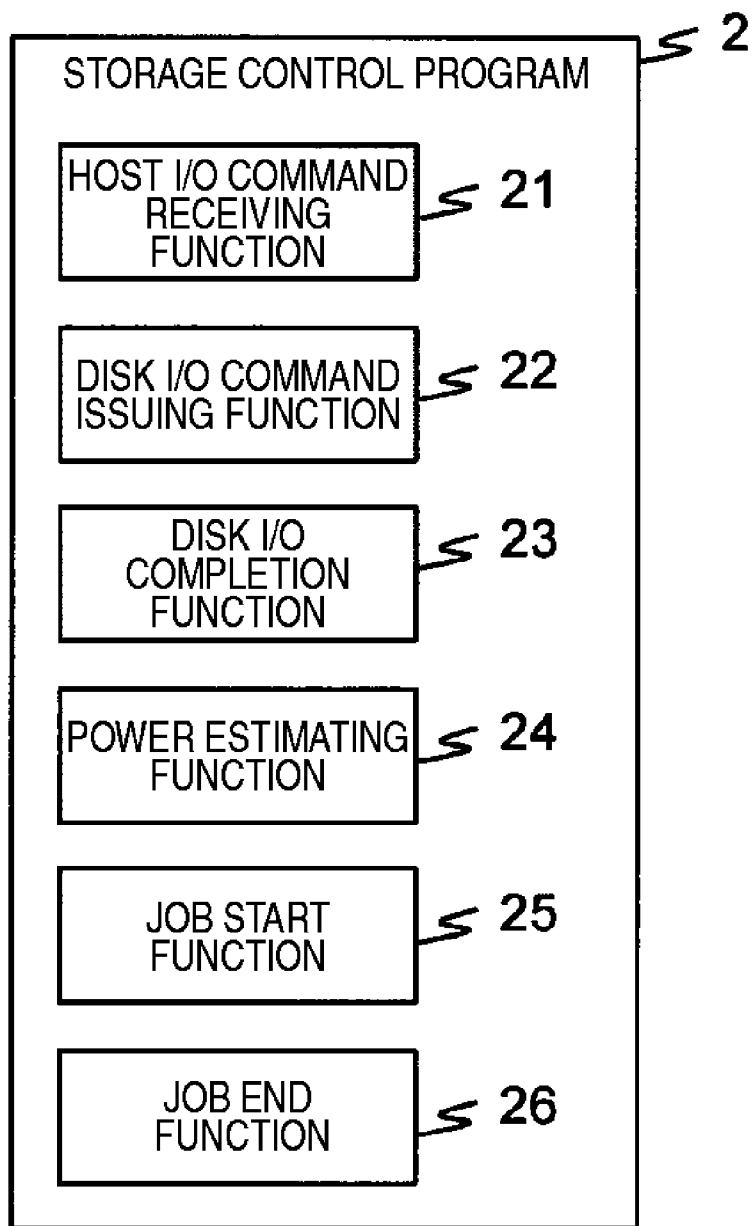 2
STORAGE CONTROL PROGRAM
HOST I/O COMMAND
RECEIVING
FUNCTION
21
DISK I/O COMMAND
ISSUING FUNCTION
22
DISK I/O
COMPLETION
FUNCTION
23
POWER ESTIMATING
FUNCTION
24
JOB START
FUNCTION
25
JOB END
FUNCTION
26